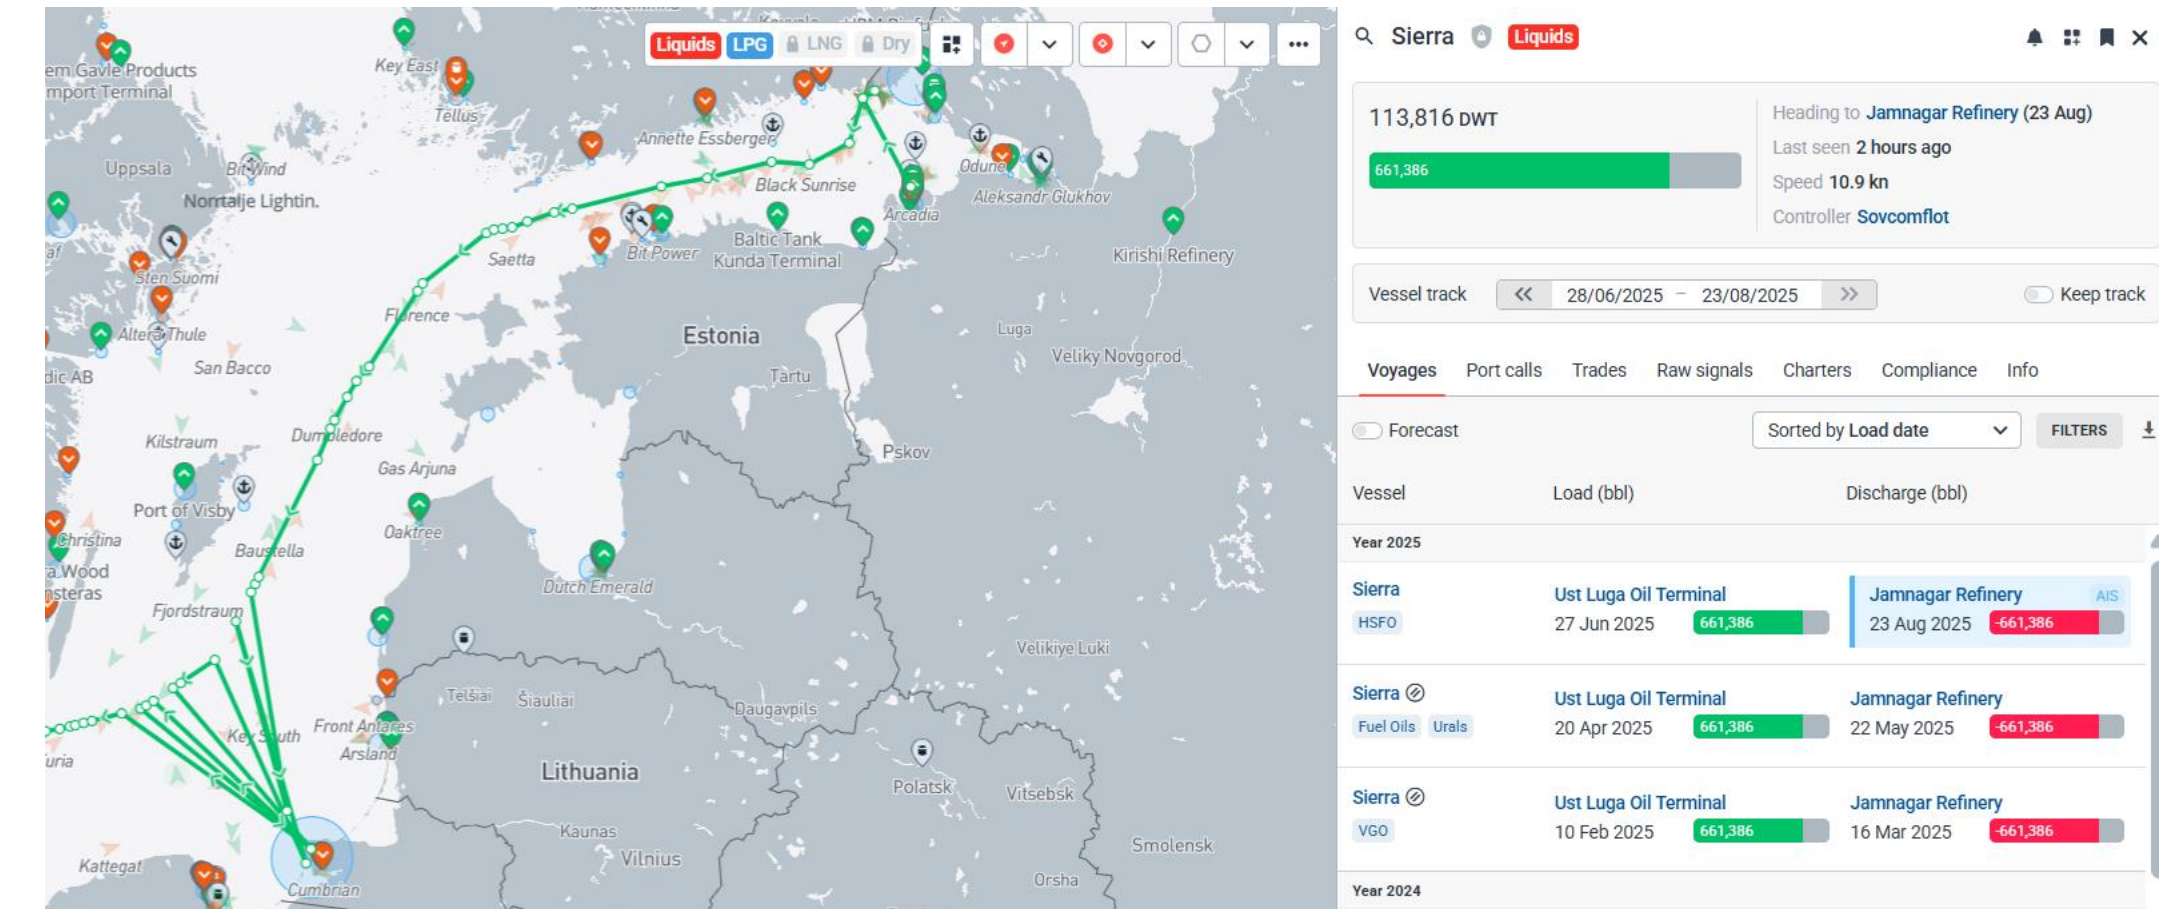 Liquids LPG LNG Dry
em Gavle Products
mport Terminal
Key East
Tellus
Annette Essberger
Uppsala
Bit Wind
Norrtalje Lightin.
Black Sunrise
Odune
Aleksandr Glukhov
Arcadia
af
Sten Suomi
Saetta
Bit Power
Baltic Tank
Kunda Terminal
Kirishi Refinery
Altera Thule
Florence
Estonia
Luga
Veliky Novgorod
San Bacco
dic AB
Tartu
Kilstraum
Dumbledore
Gas Arjuna
Pskov
Port of Visby
Oaktree
Christina
Baustella
a Wood
nsteras
Dutch Emerald
Fjordstraum
Velikiye Luki
Telšiai
Šiauliai
Daugavpils
Key South
Front Antares
Arsland
uria
Lithuania
Polatsk
Vitsebsk
Kaunas
Vilnius
Smolensk
Kattegat
Cumbrian
Orsha
Sierra Liquids
113,816 DWT
661,386
Heading to Jamnagar Refinery (23 Aug)
Last seen 2 hours ago
Speed 10.9 kn
Controller Sovcomflot
Vessel track 28/06/2025 – 23/08/2025 Keep track
Voyages Port calls Trades Raw signals Charters Compliance Info
Forecast Sorted by Load date FILTERS
Vessel Load (bbl) Discharge (bbl)
Year 2025
Sierra Ust Luga Oil Terminal Jamnagar Refinery AIS
HSFO 27 Jun 2025 661,386 23 Aug 2025 -661,386
Sierra Ust Luga Oil Terminal Jamnagar Refinery
Fuel Oils Urals 20 Apr 2025 661,386 22 May 2025 -661,386
Sierra Ust Luga Oil Terminal Jamnagar Refinery
VGO 10 Feb 2025 661,386 16 Mar 2025 -661,386
Year 2024